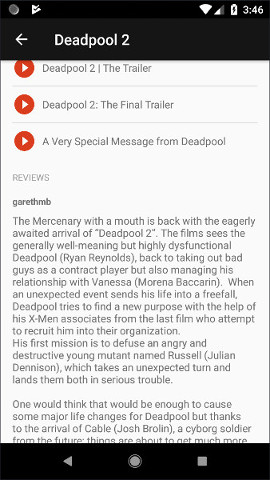 3:46
Deadpool 2
Deadpool 2 | The Trailer
Deadpool 2: The Final Trailer
A Very Special Message from Deadpool
REVIEWS
garethmb
The Mercenary with a mouth is back with the eagerly
awaited arrival of “Deadpool 2”. The films sees the
generally well-meaning but highly dysfunctional
Deadpool (Ryan Reynolds), back to taking out bad
guys as a contract player but also managing his
relationship with Vanessa (Morena Baccarin).  When
an unexpected event sends his life into a freefall,
Deadpool tries to find a new purpose with the help of
his X-Men associates from the last film who attempt
to recruit him into their organization.
His first mission is to defuse an angry and
destructive young mutant named Russell (Julian
Dennison), which takes an unexpected turn and
lands them both in serious trouble.
One would think that would be enough to cause
some major life changes for Deadpool but thanks
to the arrival of Cable (Josh Brolin), a cyborg soldier
from the future; things are about to get much more